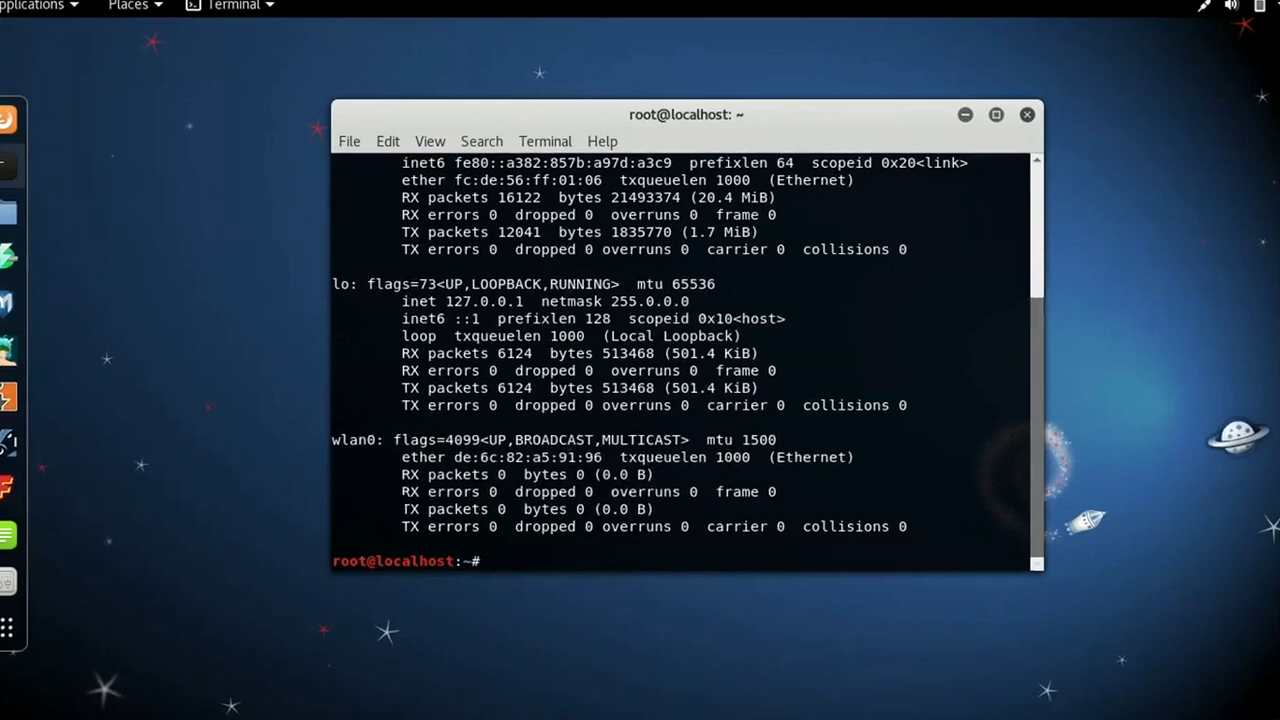 Applications Places Terminal
root@localhost: ~
File Edit View Search Terminal Help
inet6 fe80::a382:857b:a97d:a3c9 prefixlen 64 scopeid 0x20<link>
ether fc:de:56:ff:01:06 txqueuelen 1000 (Ethernet)
RX packets 16122 bytes 21493374 (20.4 MiB)
RX errors 0 dropped 0 overruns 0 frame 0
TX packets 12041 bytes 1835770 (1.7 MiB)
TX errors 0 dropped 0 overruns 0 carrier 0 collisions 0
lo: flags=73<UP,LOOPBACK,RUNNING> mtu 65536
inet 127.0.0.1 netmask 255.0.0.0
inet6 ::1 prefixlen 128 scopeid 0x10<host>
loop txqueuelen 1000 (Local Loopback)
RX packets 6124 bytes 513468 (501.4 KiB)
RX errors 0 dropped 0 overruns 0 frame 0
TX packets 6124 bytes 513468 (501.4 KiB)
TX errors 0 dropped 0 overruns 0 carrier 0 collisions 0
wlan0: flags=4099<UP,BROADCAST,MULTICAST> mtu 1500
ether de:6c:82:a5:91:96 txqueuelen 1000 (Ethernet)
RX packets 0 bytes 0 (0.0 B)
RX errors 0 dropped 0 overruns 0 frame 0
TX packets 0 bytes 0 (0.0 B)
TX errors 0 dropped 0 overruns 0 carrier 0 collisions 0
root@localhost:~#